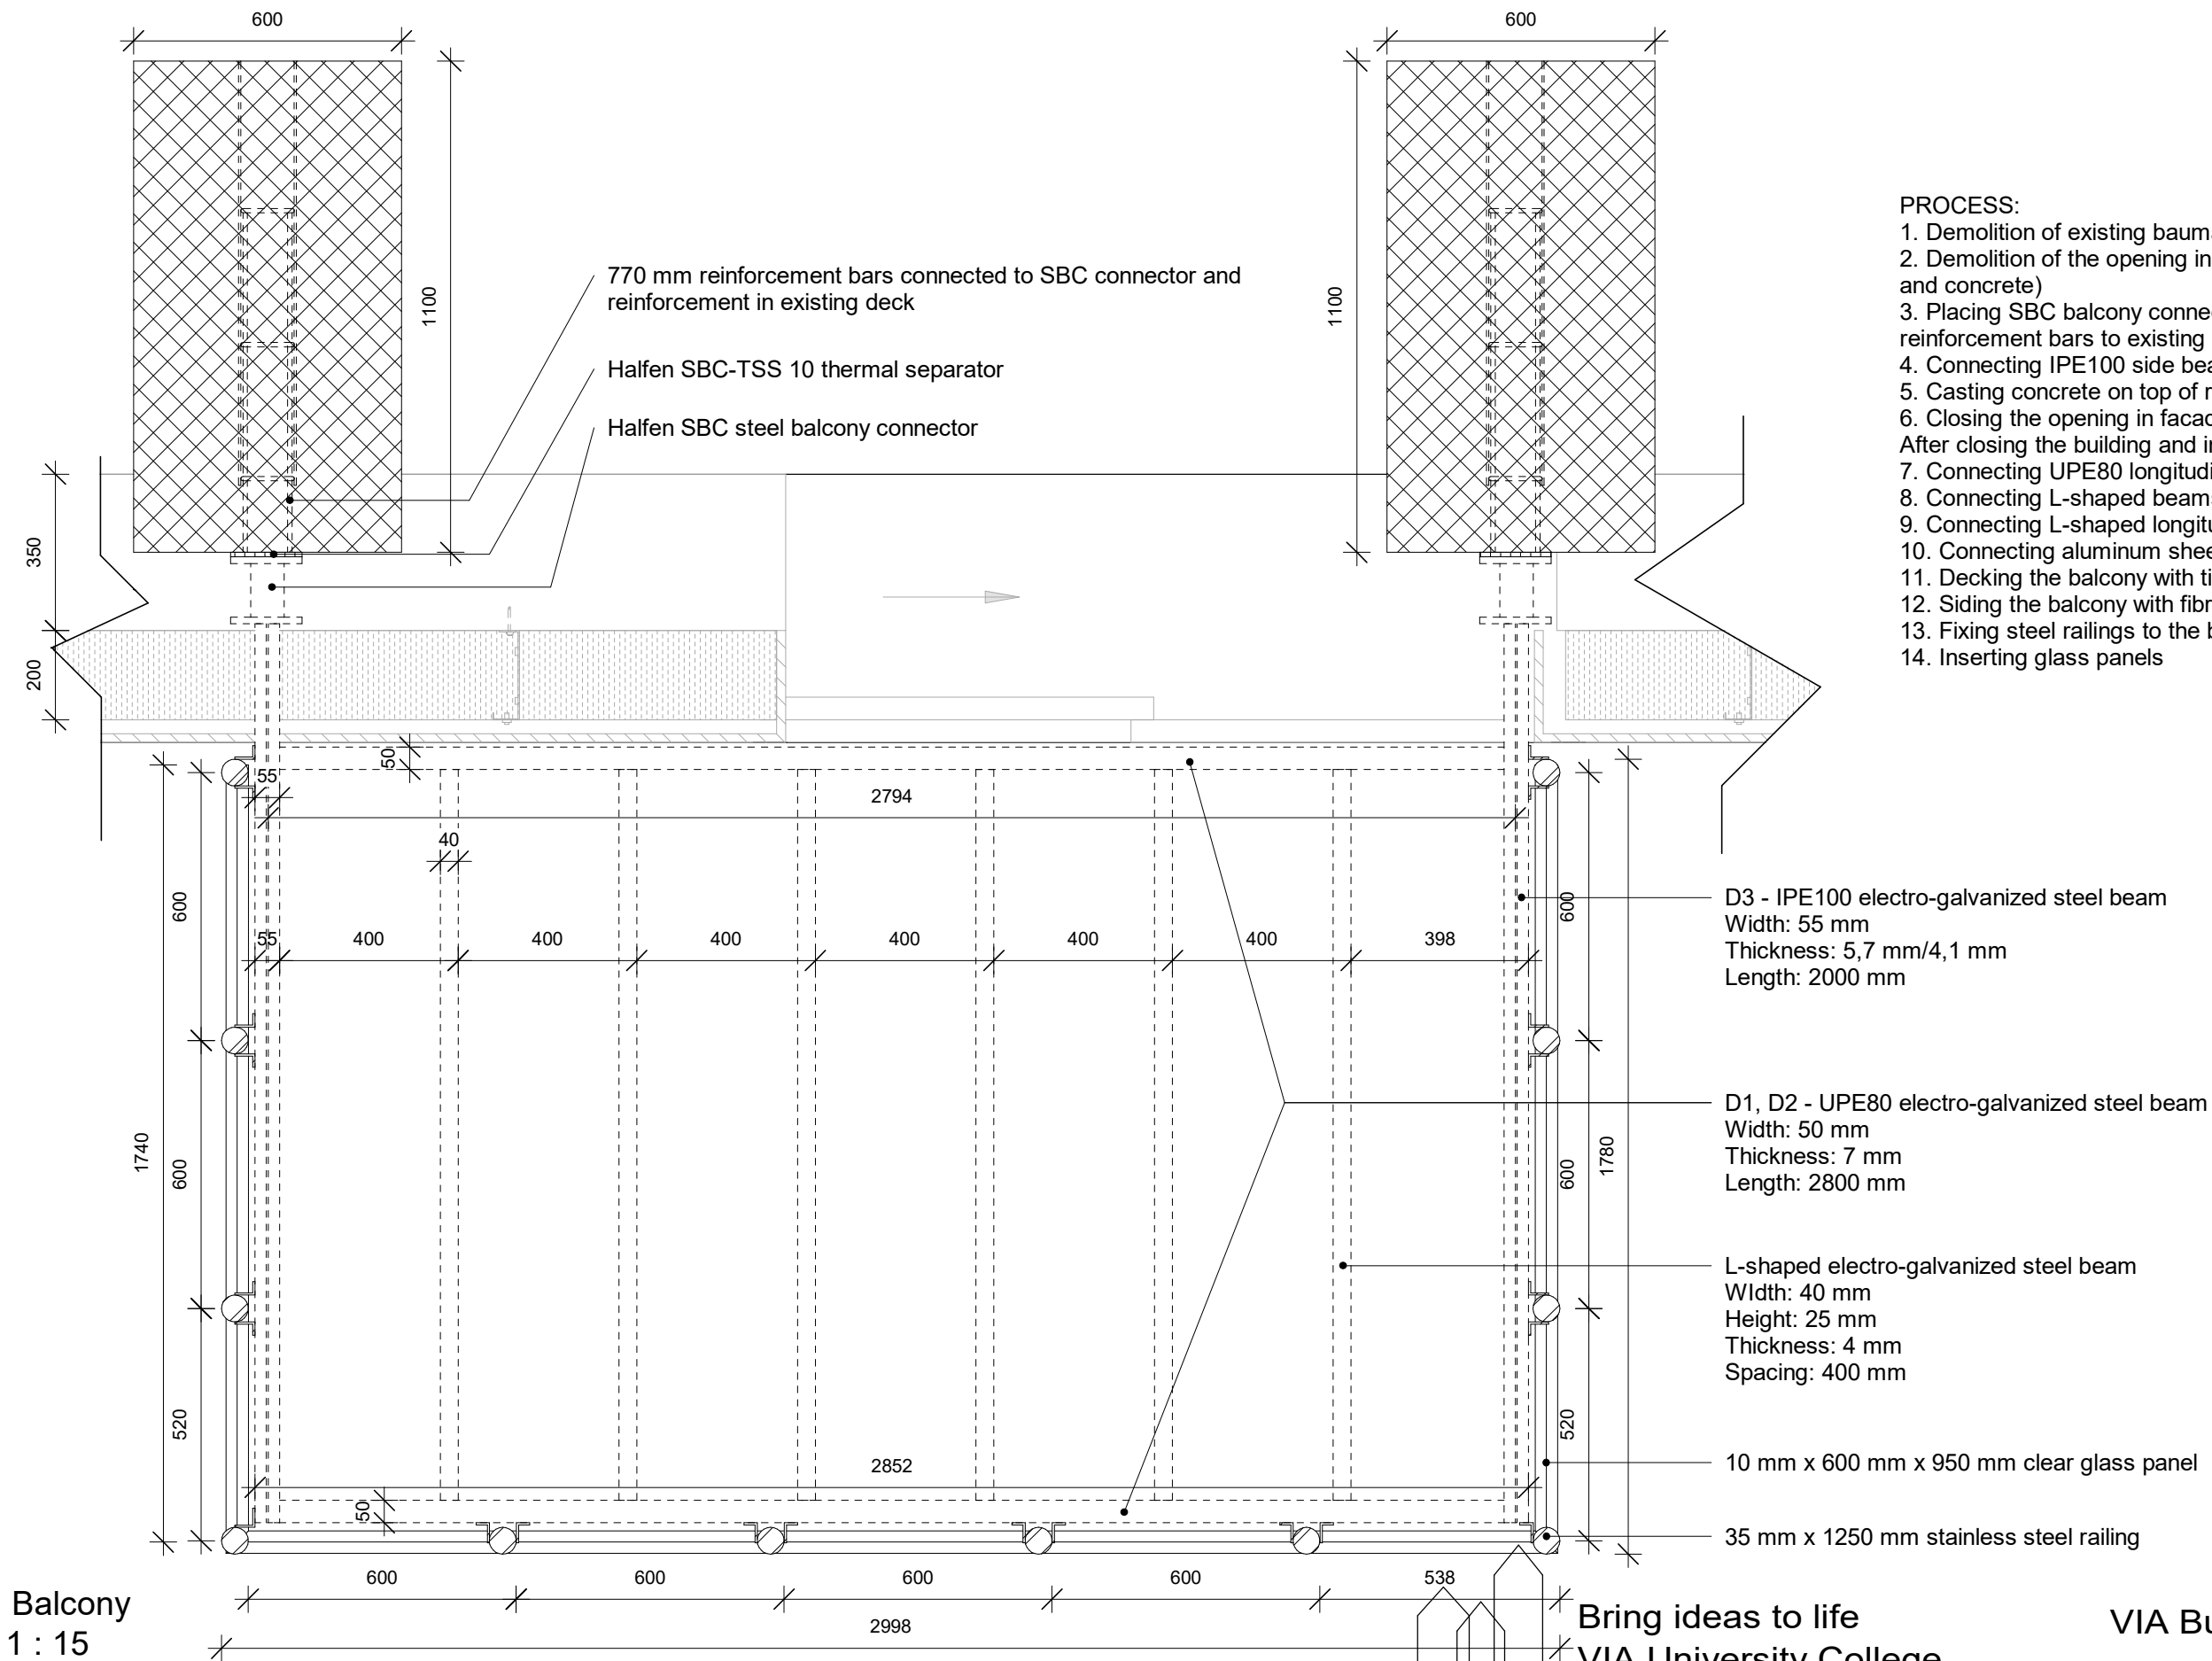 600
600
1100
1100
770 mm reinforcement bars connected to SBC connector and
reinforcement in existing deck
Halfen SBC-TSS 10 thermal separator
Halfen SBC steel balcony connector
PROCESS:
1. Demolition of existing
2. Demolition of the opening in
and concrete)
3. Placing SBC balcony
reinforcement bars to existing
4. Connecting IPE100 side
5. Casting concrete on top of
6. Closing the opening in
After closing the building and
7. Connecting UPE80
8. Connecting L-shaped
9. Connecting L-shaped
10. Connecting aluminum
11. Decking the balcony with
12. Siding the balcony with
13. Fixing steel railings to the
14. Inserting glass panels
350
200
50
55
2794
40
600
600
55
400
400
400
400
400
400
398
D3 - IPE100 electro-galvanized steel beam
Width: 55 mm
Thickness: 5,7 mm/4,1 mm
Length: 2000 mm
D1, D2 - UPE80 electro-galvanized steel beam
Width: 50 mm
Thickness: 7 mm
Length: 2800 mm
1740
600
600
1780
L-shaped electro-galvanized steel beam
WIdth: 40 mm
Height: 25 mm
Thickness: 4 mm
Spacing: 400 mm
520
520
2852
50
10 mm x 600 mm x 950 mm clear glass panel
35 mm x 1250 mm stainless steel railing
600
600
600
600
538
2998
Balcony
1 : 15
Bring ideas to life
VIA University College
VIA